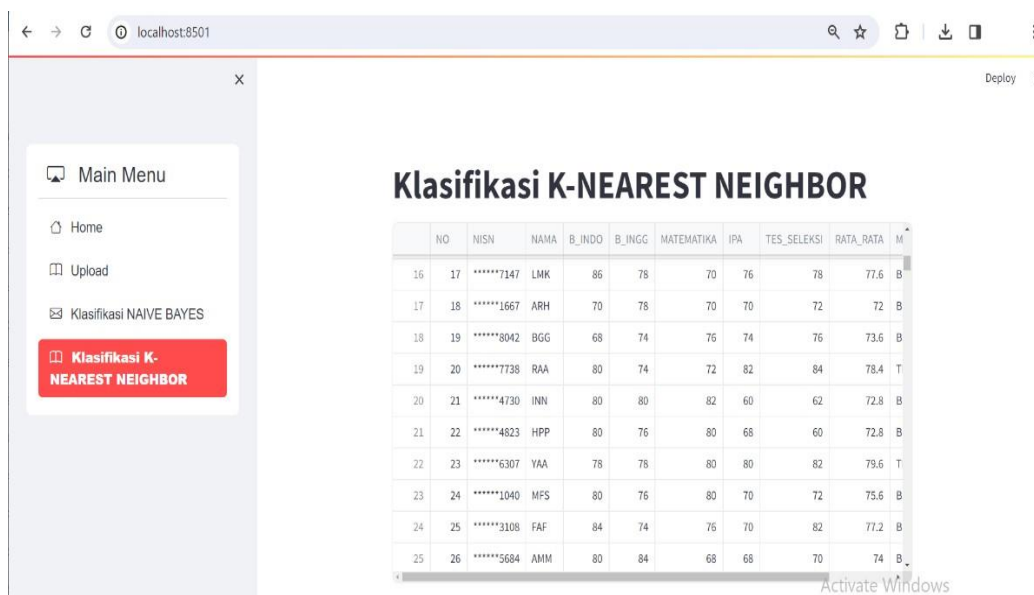 localhost:8501
Deploy
Main Menu
Home
Upload
Klasifikasi NAIVE BAYES
Klasifikasi K-
NEAREST NEIGHBOR
Klasifikasi K-NEAREST NEIGHBOR
NO NISN NAMA B_INDO B_INGG MATEMATIKA IPA TES_SELEKSI RATA_RATA M
16 17 ******7147 LMK 86 78 70 76 78 77.6 B
17 18 ******1667 ARH 70 78 70 70 72 72 B
18 19 ******8042 BGG 68 74 76 74 76 73.6 B
19 20 ******7738 RAA 80 74 72 82 84 78.4 T
20 21 ******4730 INN 80 80 82 60 62 72.8 B
21 22 ******4823 HPP 80 76 80 68 60 72.8 B
22 23 ******6307 YAA 78 78 80 80 82 79.6 T
23 24 ******1040 MFS 80 76 80 70 72 75.6 B
24 25 ******3108 FAF 84 74 76 70 82 77.2 B
25 26 ******5684 AMM 80 84 68 68 70 74 B
Activate Windows